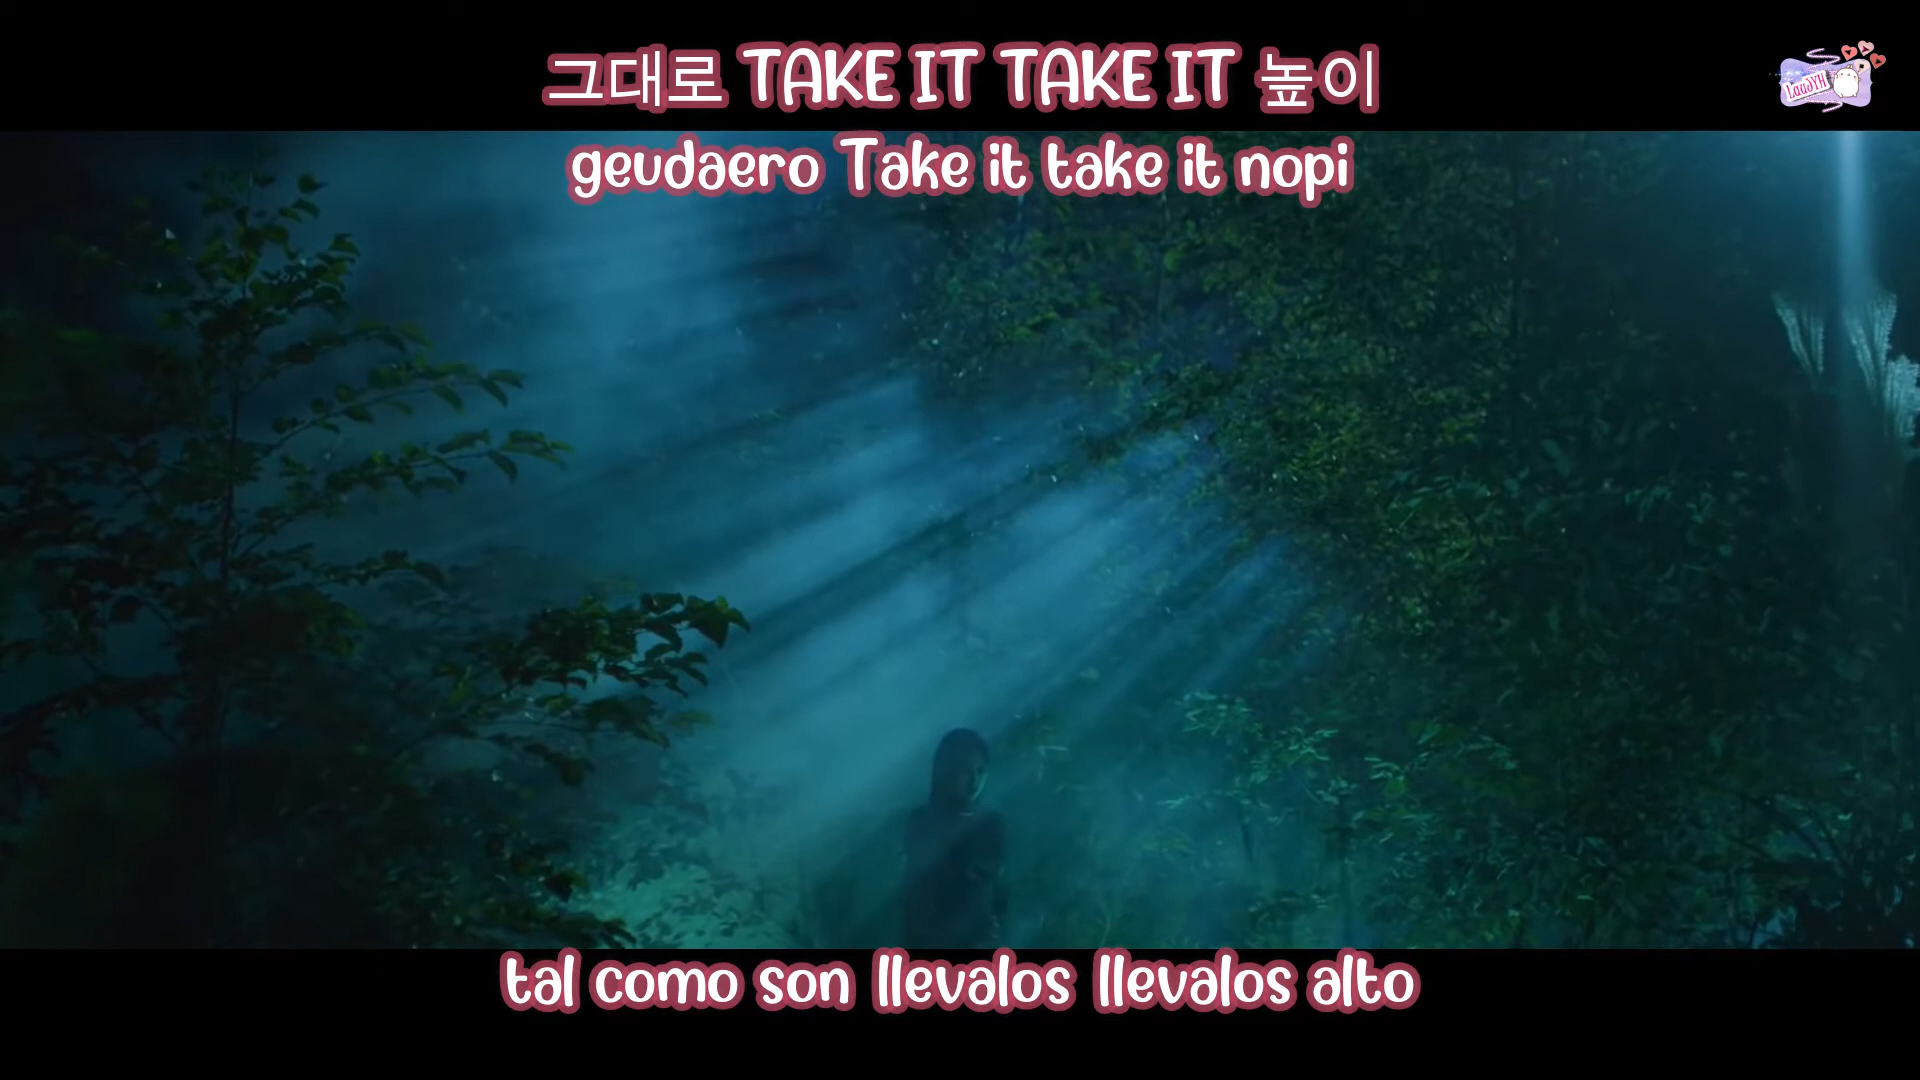 그대로 TAKE IT TAKE IT 높이
LauJYH
geudaero Take it take it nopi
tal como son llevalos llevalos alto